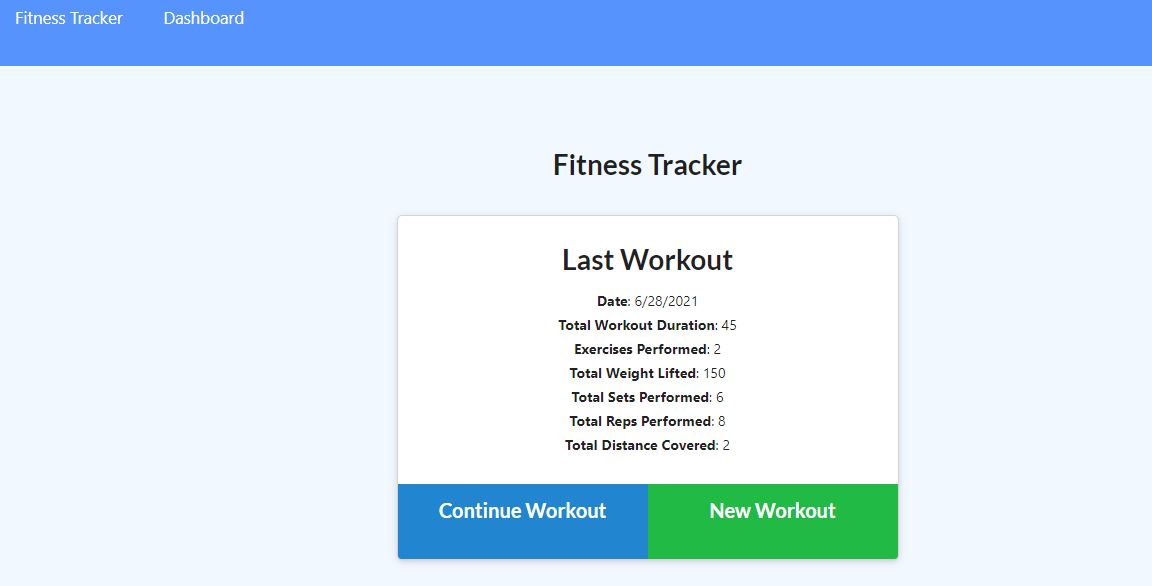 Fitness Tracker Dashboard
Fitness Tracker
Last Workout
Date: 6/28/2021
Total Workout Duration: 45
Exercises Performed: 2
Total Weight Lifted: 150
Total Sets Performed: 6
Total Reps Performed: 8
Total Distance Covered: 2
Continue Workout New Workout